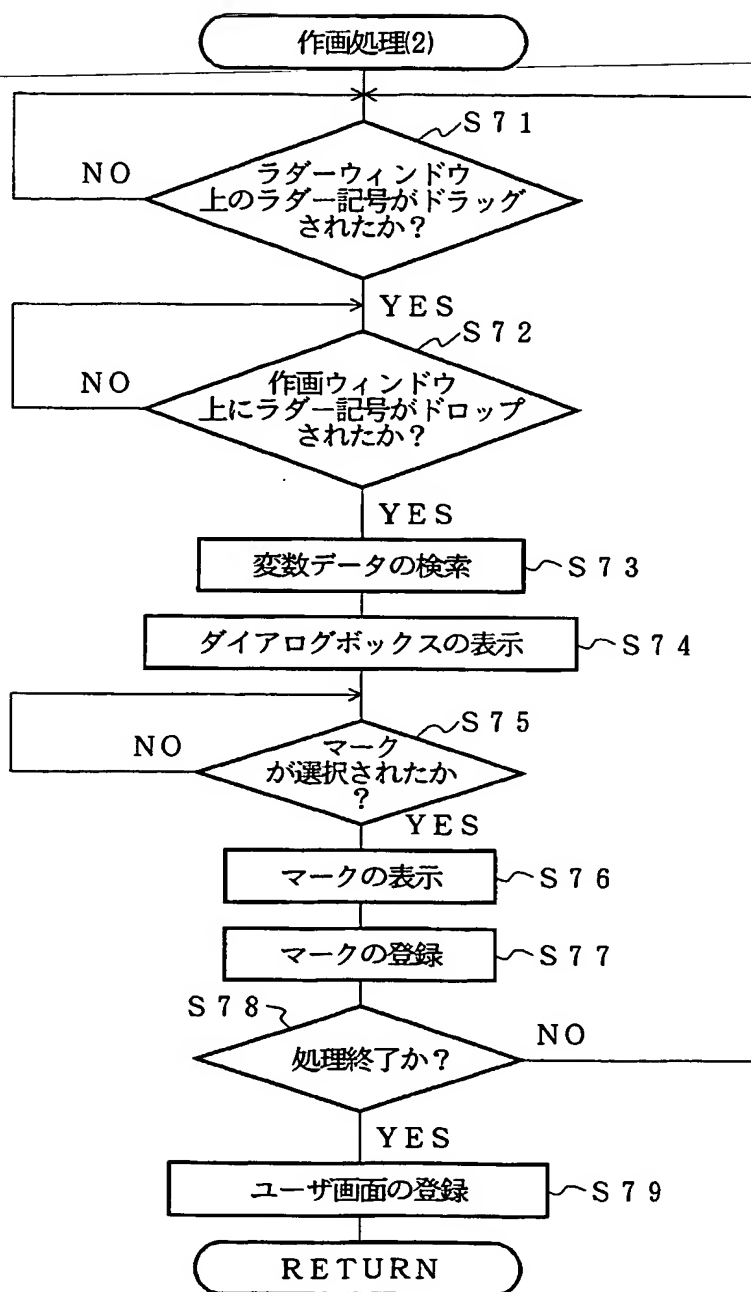 作画処理(2)
S71
NO
ラダーウィンドウ
上のラダー記号がドラッグ
されたか?
YES
S72
NO
作画ウィンドウ
上にラダー記号がドロップ
されたか?
YES
変数データの検索
S73
ダイアログボックスの表示
S74
S75
NO
マーク
が選択されたか
?
YES
マークの表示
S76
マークの登録
S77
S78
NO
処理終了か?
YES
ユーザ画面の登録
S79
RETURN